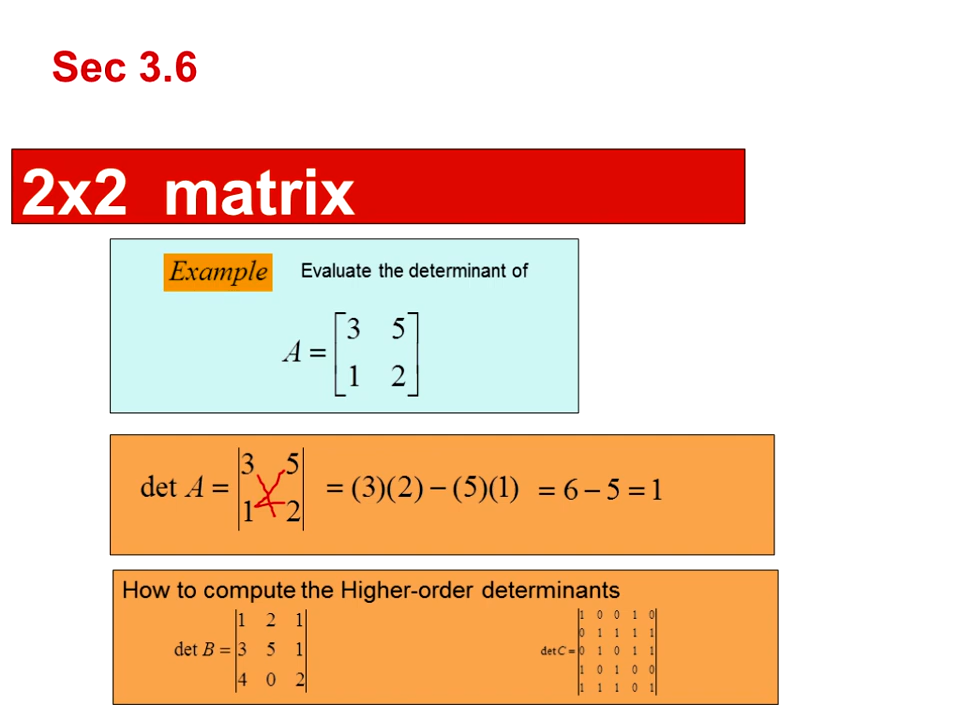 Sec 3.6
2x2 matrix
Example Evaluate the determinant of
A = [3 5
1 2]
det A = |3 5
1 2| = (3)(2) − (5)(1) = 6 − 5 = 1
How to compute the Higher-order determinants
det B = |1 2 1
3 5 1
4 0 2|
det C = |1 0 0 1 0
0 1 1 1 1
0 1 0 1 1
1 0 1 0 0
1 1 1 0 1|